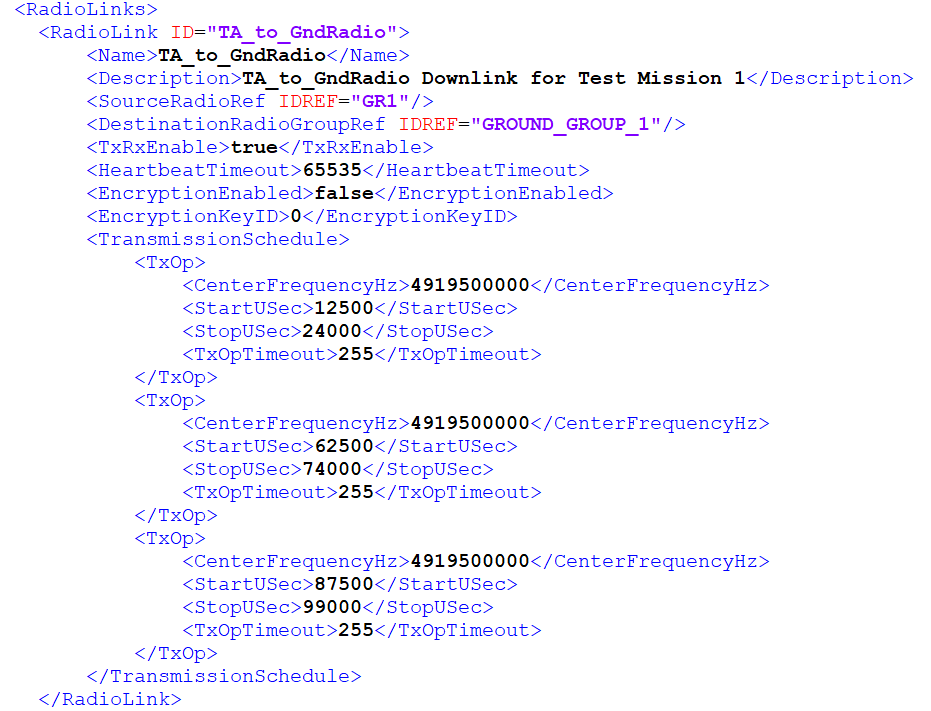 <RadioLinks>
<RadioLink ID="TA_to_GndRadio">
<Name>TA_to_GndRadio</Name>
<Description>TA_to_GndRadio Downlink for Test Mission 1</Description>
<SourceRadioRef IDREF="GR1"/>
<DestinationRadioGroupRef IDREF="GROUND_GROUP_1"/>
<TxRxEnable>true</TxRxEnable>
<HeartbeatTimeout>65535</HeartbeatTimeout>
<EncryptionEnabled>false</EncryptionEnabled>
<EncryptionKeyID>0</EncryptionKeyID>
<TransmissionSchedule>
<TxOp>
<CenterFrequencyHz>4919500000</CenterFrequencyHz>
<StartUSec>12500</StartUSec>
<StopUSec>24000</StopUSec>
<TxOpTimeout>255</TxOpTimeout>
</TxOp>
<TxOp>
<CenterFrequencyHz>4919500000</CenterFrequencyHz>
<StartUSec>62500</StartUSec>
<StopUSec>74000</StopUSec>
<TxOpTimeout>255</TxOpTimeout>
</TxOp>
<TxOp>
<CenterFrequencyHz>4919500000</CenterFrequencyHz>
<StartUSec>87500</StartUSec>
<StopUSec>99000</StopUSec>
<TxOpTimeout>255</TxOpTimeout>
</TxOp>
</TransmissionSchedule>
</RadioLink>